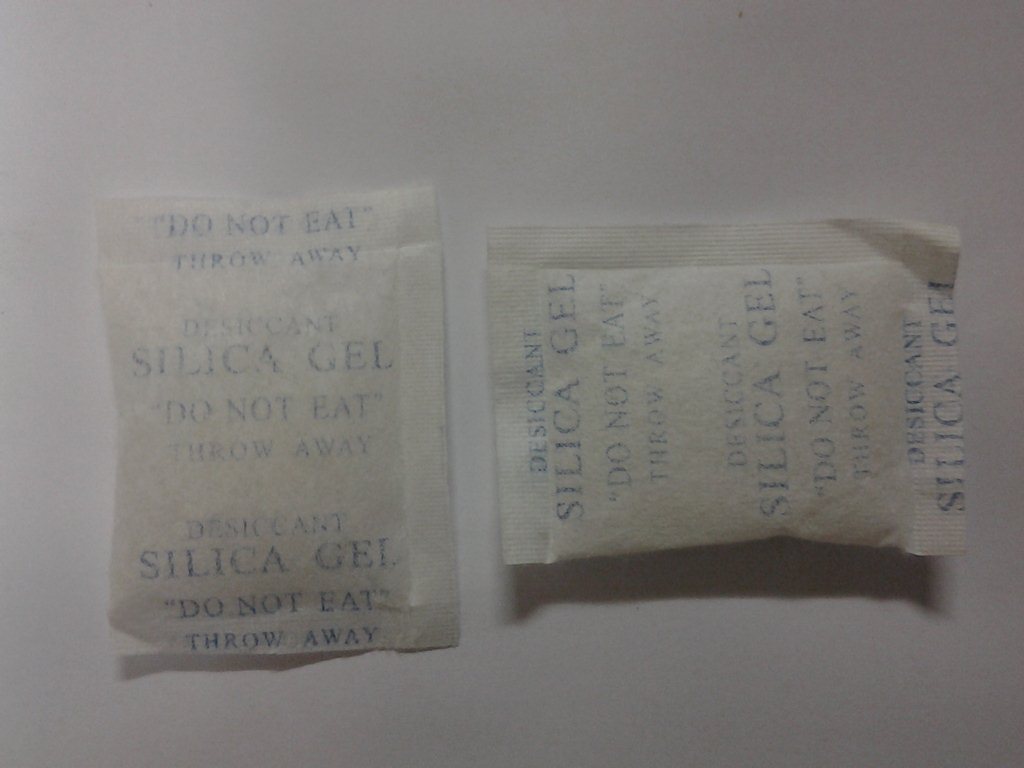 "DO NOT EAT"
THROW AWAY
DESICCANT
SILICA GEL
"DO NOT EAT"
THROW AWAY
DESICCANT
SILICA GEL
"DO NOT EAT"
THROW AWAY
DESICCANT
SILICA GEL
"DO NOT EAT"
THROW AWAY
DESICCANT
SILICA GEL
"DO NOT EAT"
THROW AWAY
DESICCANT
SILICA GEL